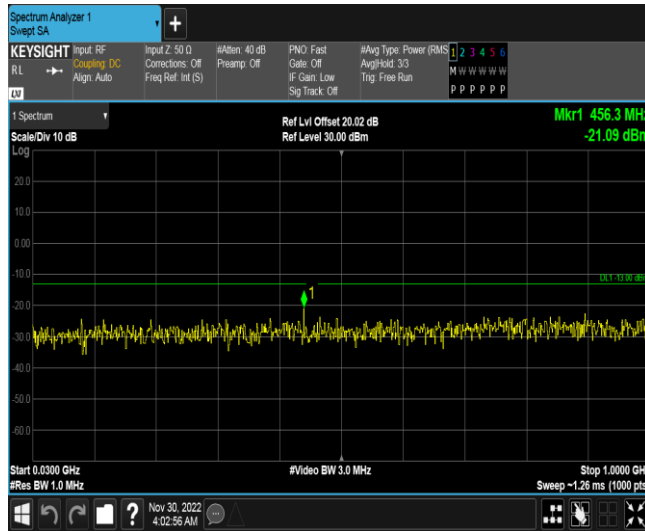 Spectrum Analyzer 1
Swept SA
+
KEYSIGHT
RL
LXI
Input: RF
Coupling: DC
Align: Auto
Input Z: 50 Ω
Corrections: Off
Freq Ref: Int (S)
#Atten: 40 dB
Preamp: Off
PNO: Fast
Gate: Off
IF Gain: Low
Sig Track: Off
#Avg Type: Power (RMS
Avg|Hold: 3/3
Trig: Free Run
1 2 3 4 5 6
M W W W W W
P P P P P P
1 Spectrum
Scale/Div 10 dB
Log
Ref Lvl Offset 20.02 dB
Ref Level 30.00 dBm
Mkr1 456.3 MHz
-21.09 dBm
20.0
10.0
0.00
-10.0
DL1 -13.00 dBm
1
-20.0
-30.0
-40.0
-50.0
-60.0
Start 0.0300 GHz
#Res BW 1.0 MHz
#Video BW 3.0 MHz
Stop 1.0000 GH
Sweep ~1.26 ms (1000 pts
?
Nov 30, 2022
4:02:56 AM